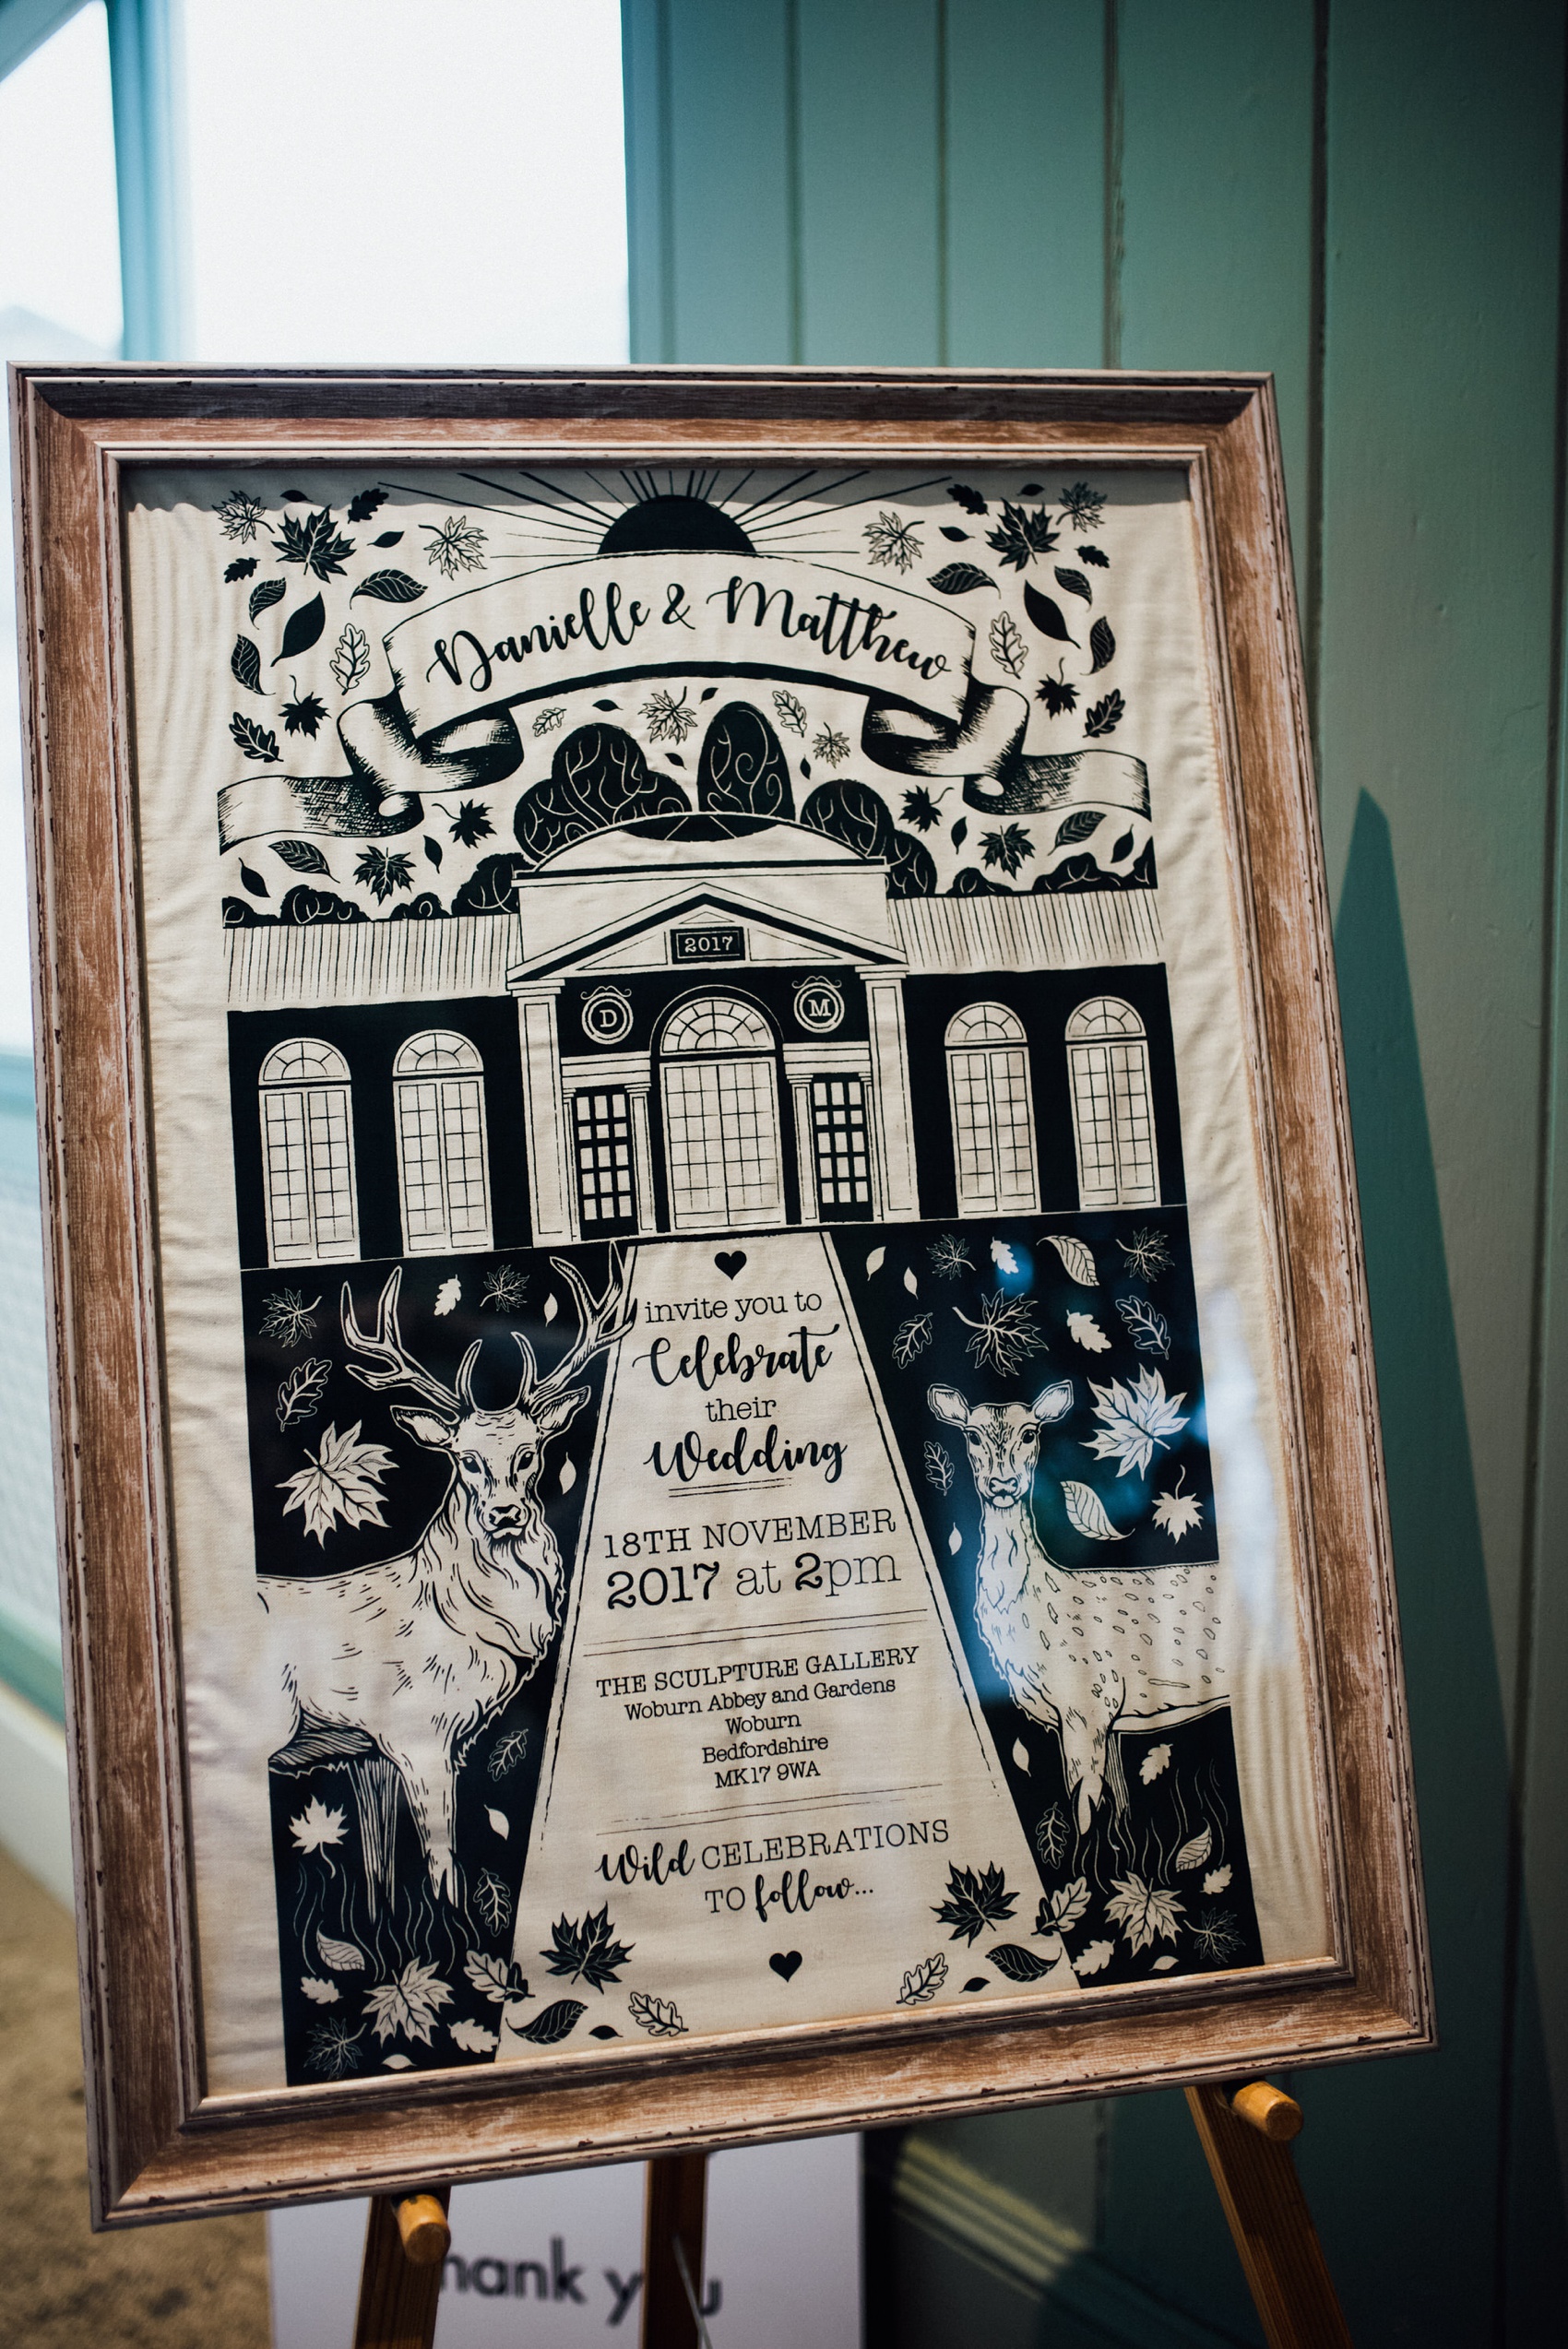 Danielle & Matthew
2017
D M
invite you to
Celebrate
their
Wedding
18TH NOVEMBER
2017 at 2pm
THE SCULPTURE GALLERY
Woburn Abbey and Gardens
Woburn
Bedfordshire
MK17 9WA
Wild CELEBRATIONS
TO follow...
hank y u